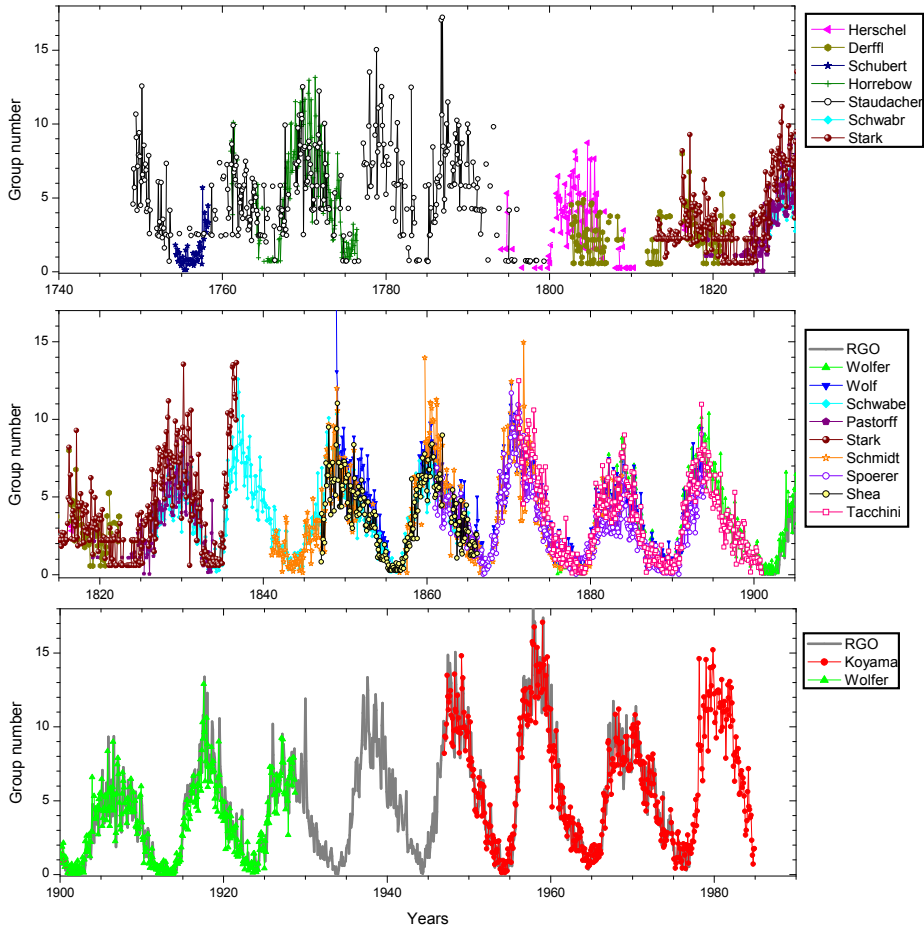 Group number
15
10
5
0
1740 1760 1780 1800 1820
Herschel
Derffl
Schubert
Horrebow
Staudacher
Schwabr
Stark
Group number
15
10
5
0
1820 1840 1860 1880 1900
RGO
Wolfer
Wolf
Schwabe
Pastorff
Stark
Schmidt
Spoerer
Shea
Tacchini
Group number
15
10
5
0
1900 1920 1940 1960 1980
Years
RGO
Koyama
Wolfer